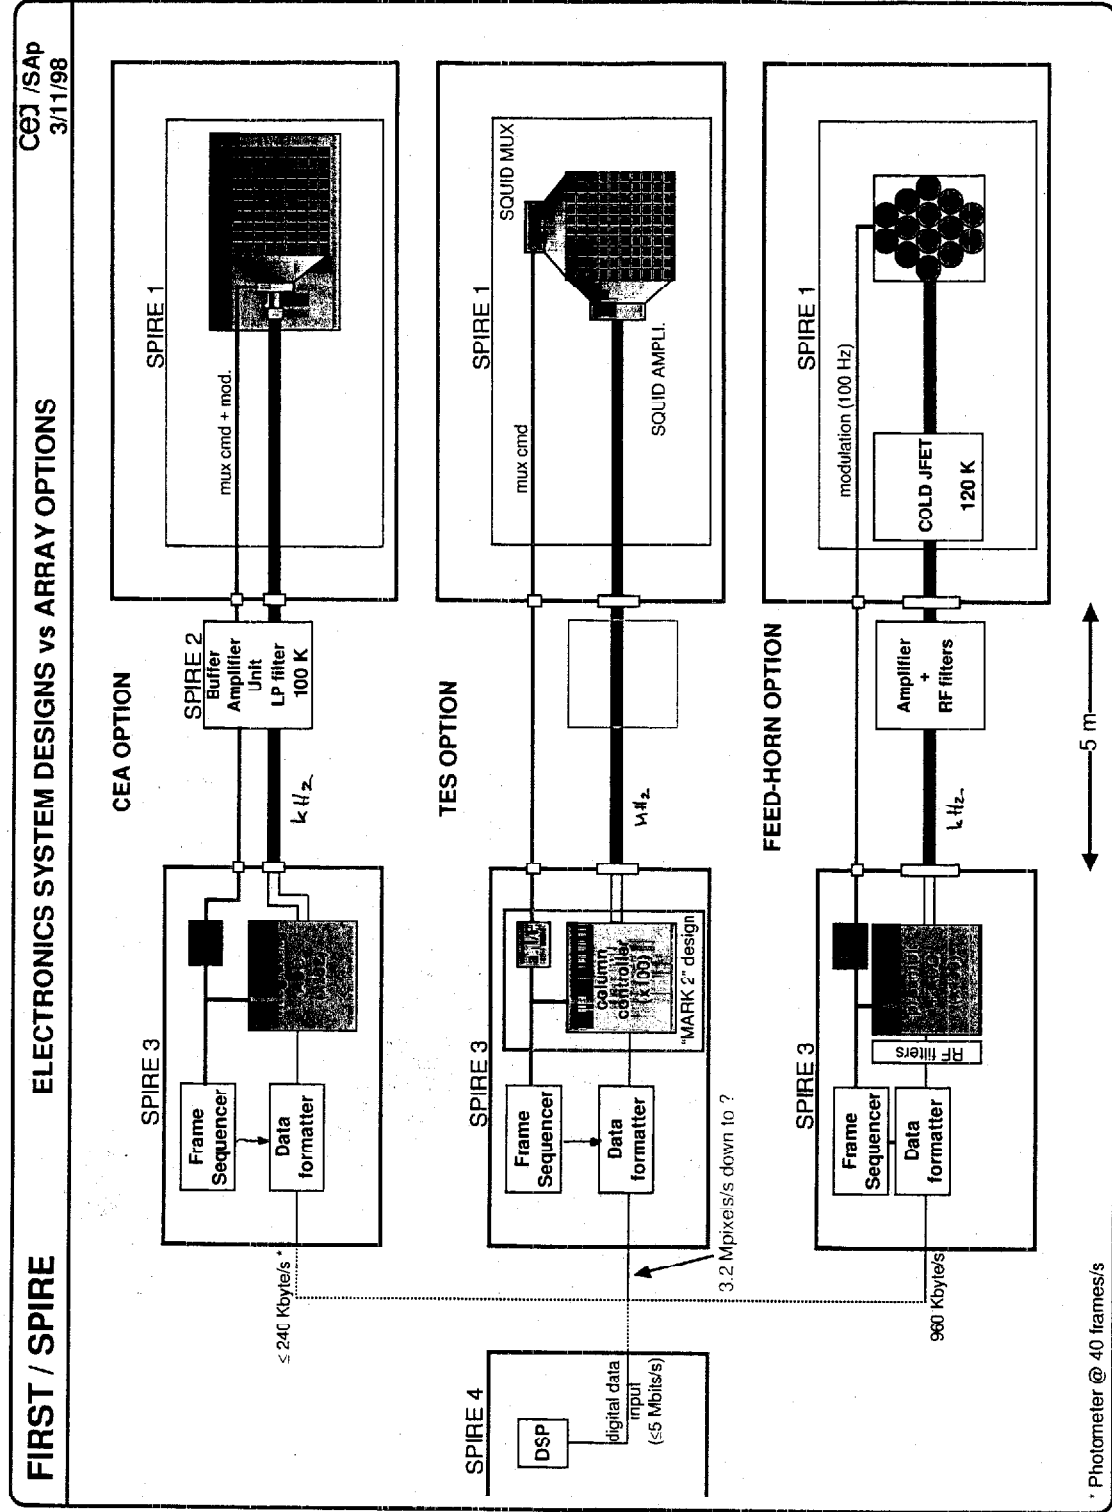 FIRST / SPIRE
ELECTRONICS SYSTEM DESIGNS vs ARRAY OPTIONS
cea /SAp
3/11/98
SPIRE 3
Frame
Sequencer
Data
formatter
≤ 240 Kbyte/s *
CEA OPTION
kHz
SPIRE 2
Buffer
Amplifier
Unit
LP filter
100 K
SPIRE 1
mux cmd + mod.
SPIRE 4
DSP
digital data
input
(≤5 Mbits/s)
SPIRE 3
Frame
Sequencer
Data
formatter
column
controller
(x100)
"MARK 2" design
3.2 Mpixels/s down to ?
TES OPTION
SPIRE 1
mux cmd
SQUID MUX
SQUID AMPLI.
SPIRE 3
Frame
Sequencer
Data
formatter
RF filters
960 Kbyte/s
FEED-HORN OPTION
kHz
Amplifier
+
RF filters
SPIRE 1
modulation (100 Hz)
COLD JFET
120 K
5 m
* Photometer @ 40 frames/s